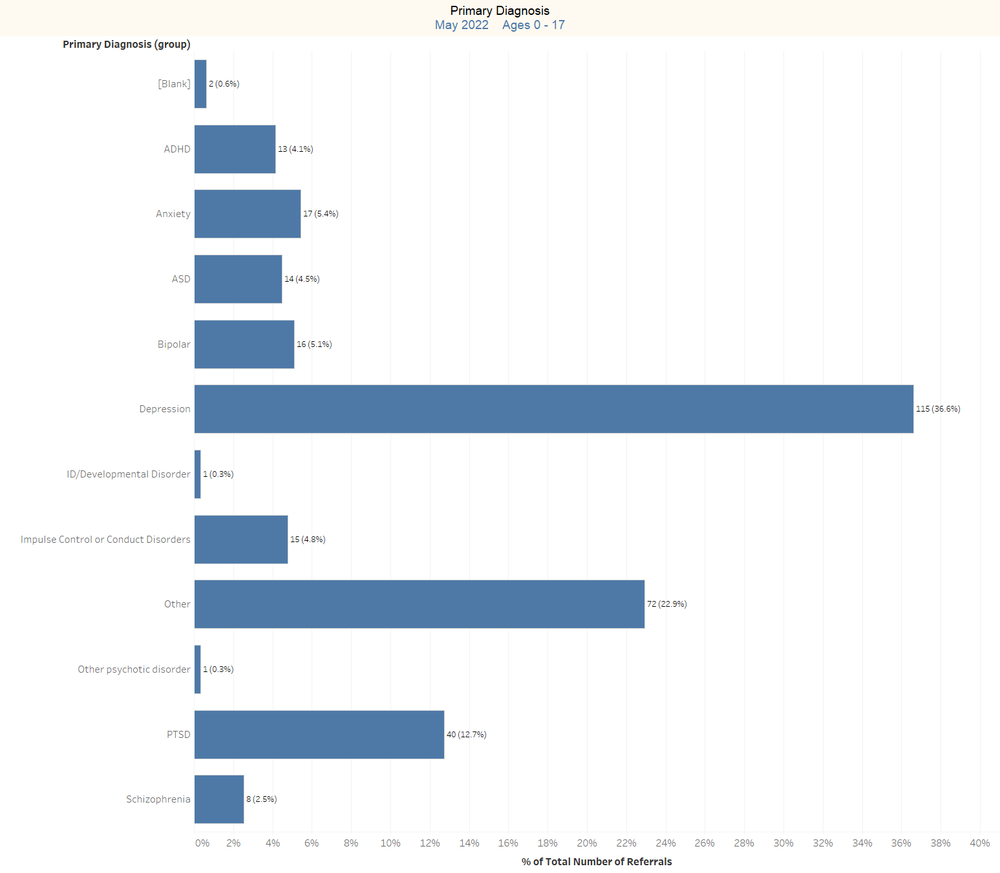 Primary Diagnosis
May 2022 Ages 0 - 17
Primary Diagnosis (group)
[Blank] 2 (0.6%)
ADHD 13 (4.1%)
Anxiety 17 (5.4%)
ASD 14 (4.5%)
Bipolar 16 (5.1%)
Depression 115 (36.6%)
ID/Developmental Disorder 1 (0.3%)
Impulse Control or Conduct Disorders 15 (4.8%)
Other 72 (22.9%)
Other psychotic disorder 1 (0.3%)
PTSD 40 (12.7%)
Schizophrenia 8 (2.5%)
0% 2% 4% 6% 8% 10% 12% 14% 16% 18% 20% 22% 24% 26% 28% 30% 32% 34% 36% 38% 40%
% of Total Number of Referrals